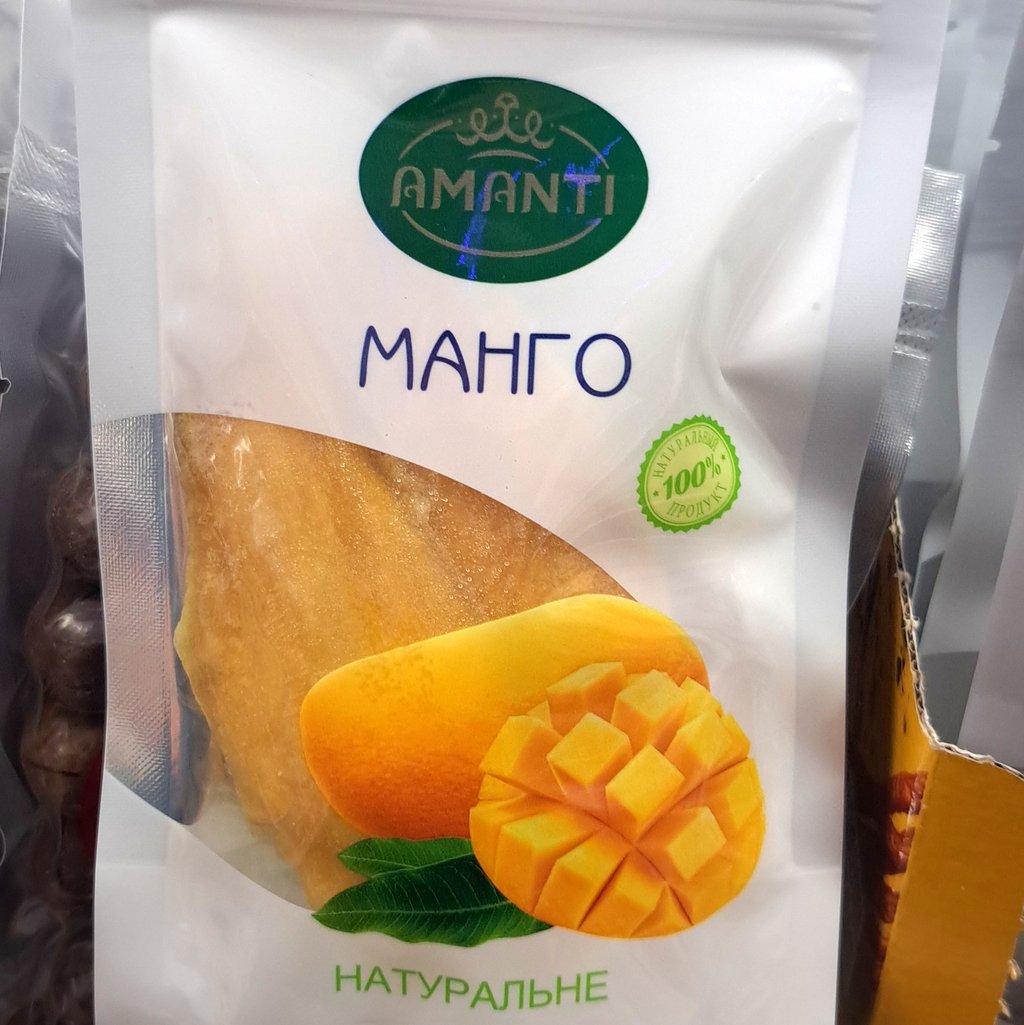 AMANTI
МАНГО
НАТУРАЛЬНИЙ
100%
ПРОДУКТ
НАТУРАЛЬНЕ